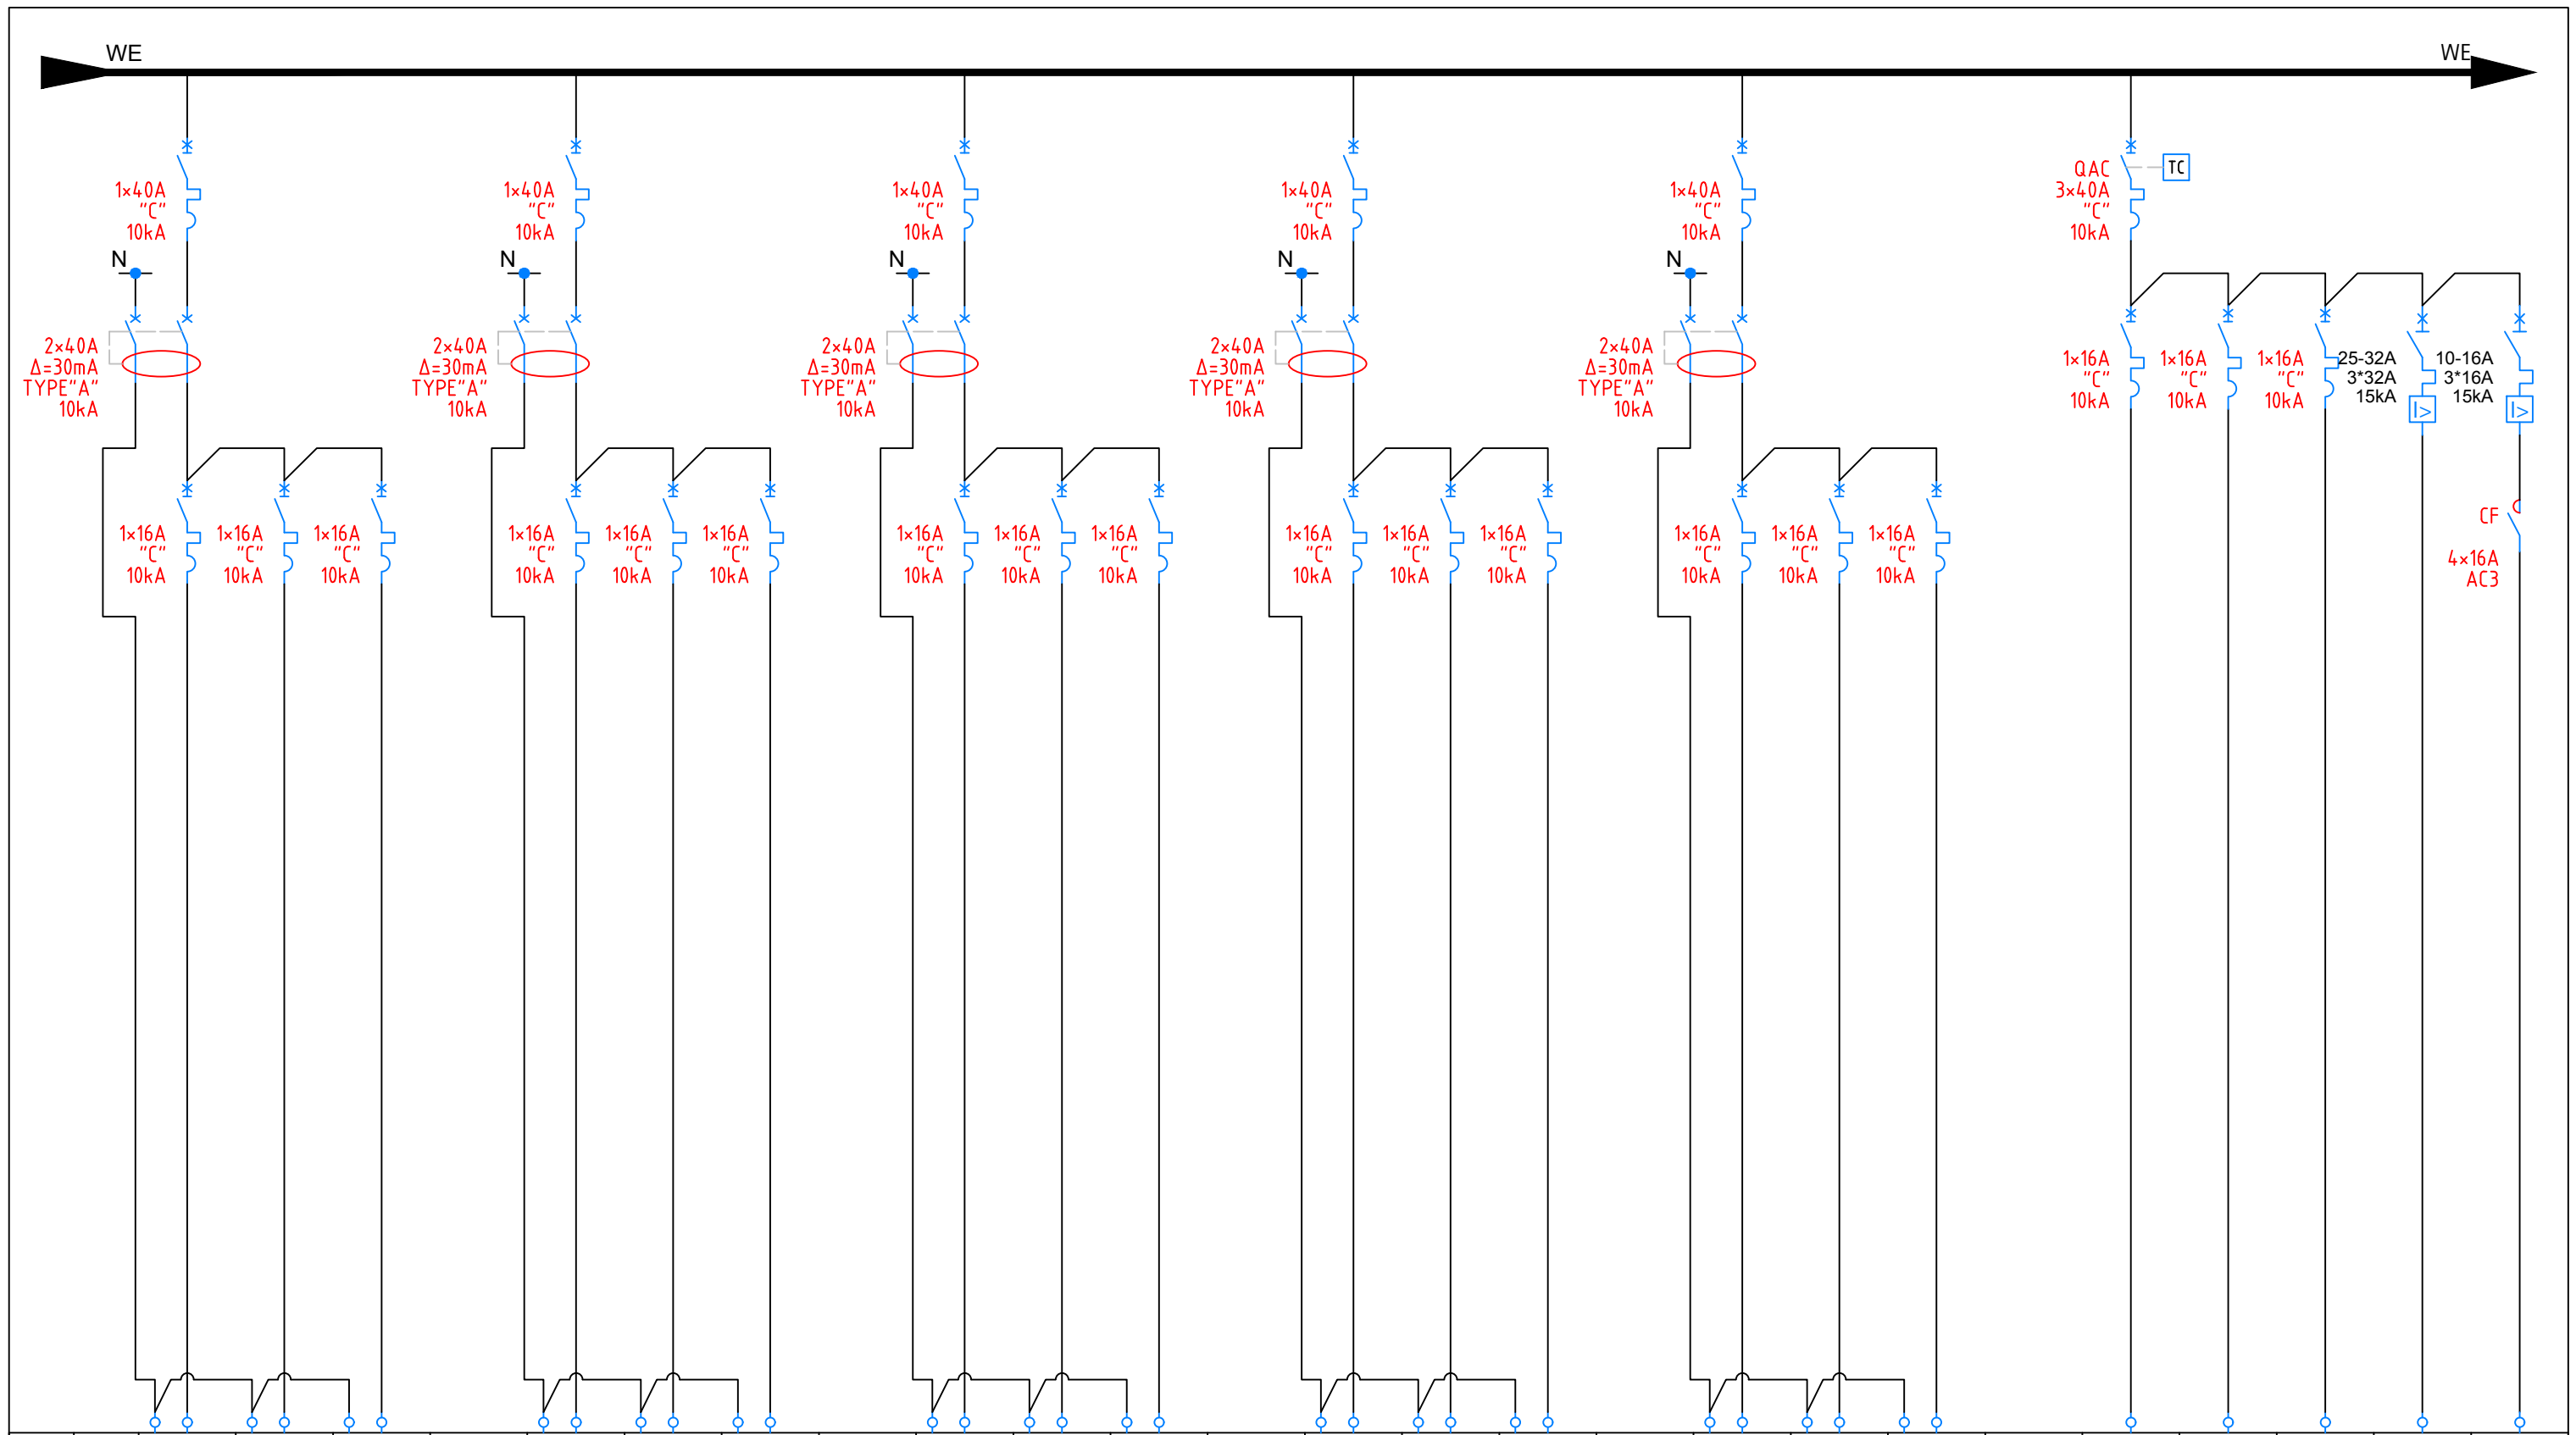 WE
WE
1×40A
"C"
10kA
1×40A
"C"
10kA
1×40A
"C"
10kA
1×40A
"C"
10kA
1×40A
"C"
10kA
QAC
3×40A
"C"
10kA
TC
N
N
N
N
N
2×40A
Δ=30mA
TYPE"A"
10kA
2×40A
Δ=30mA
TYPE"A"
10kA
2×40A
Δ=30mA
TYPE"A"
10kA
2×40A
Δ=30mA
TYPE"A"
10kA
2×40A
Δ=30mA
TYPE"A"
10kA
1×16A
"C"
10kA
1×16A
"C"
10kA
1×16A
"C"
10kA
25-32A
3*32A
15kA
I>
10-16A
3*16A
15kA
I>
1×16A
"C"
10kA
1×16A
"C"
10kA
1×16A
"C"
10kA
1×16A
"C"
10kA
1×16A
"C"
10kA
1×16A
"C"
10kA
1×16A
"C"
10kA
1×16A
"C"
10kA
1×16A
"C"
10kA
1×16A
"C"
10kA
1×16A
"C"
10kA
1×16A
"C"
10kA
1×16A
"C"
10kA
1×16A
"C"
10kA
1×16A
"C"
10kA
CF
4×16A
AC3